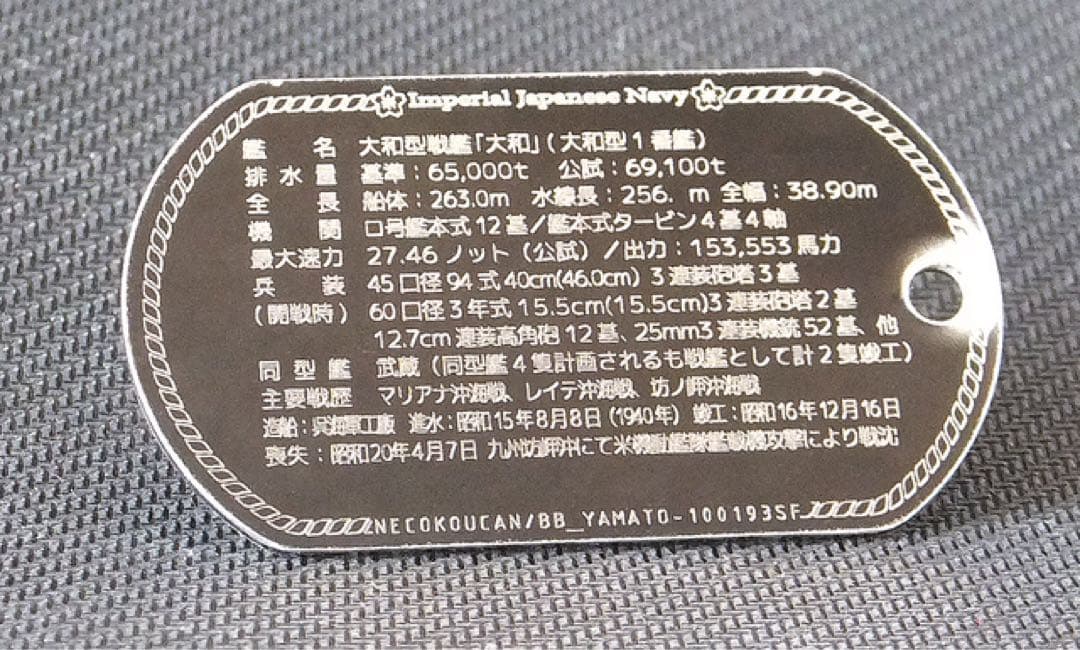 Imperial Japanese Navy
艦名 大和型戦艦「大和」(大和型1番艦)
排水量 基準:65,000t 公試:69,100t
全長 船体:263.0m 水線長:256. m 全幅:38.90m
機関 ロ号艦本式12基/艦本式タービン4基4軸
最大速力 27.46ノット(公試)/出力:153,553馬力
兵装 45口径94式40cm(46.0cm) 3連装砲塔3基
(開戦時) 60口径3年式15.5cm(15.5cm)3連装砲塔2基
12.7cm連装高角砲12基、25mm3連装機銃52基、他
同型艦 武蔵(同型艦4隻計画されるも戦艦として計2隻竣工)
主要戦歴 マリアナ沖海戦、レイテ沖海戦、坊ノ岬沖海戦
造船:呉海軍工廠 進水:昭和15年8月8日(1940年) 竣工:昭和16年12月16日
喪失:昭和20年4月7日 九州坊岬沖にて米機動艦隊艦載機攻撃により戦沈
NECOKOUCAN/BB_YAMATO-100193SF